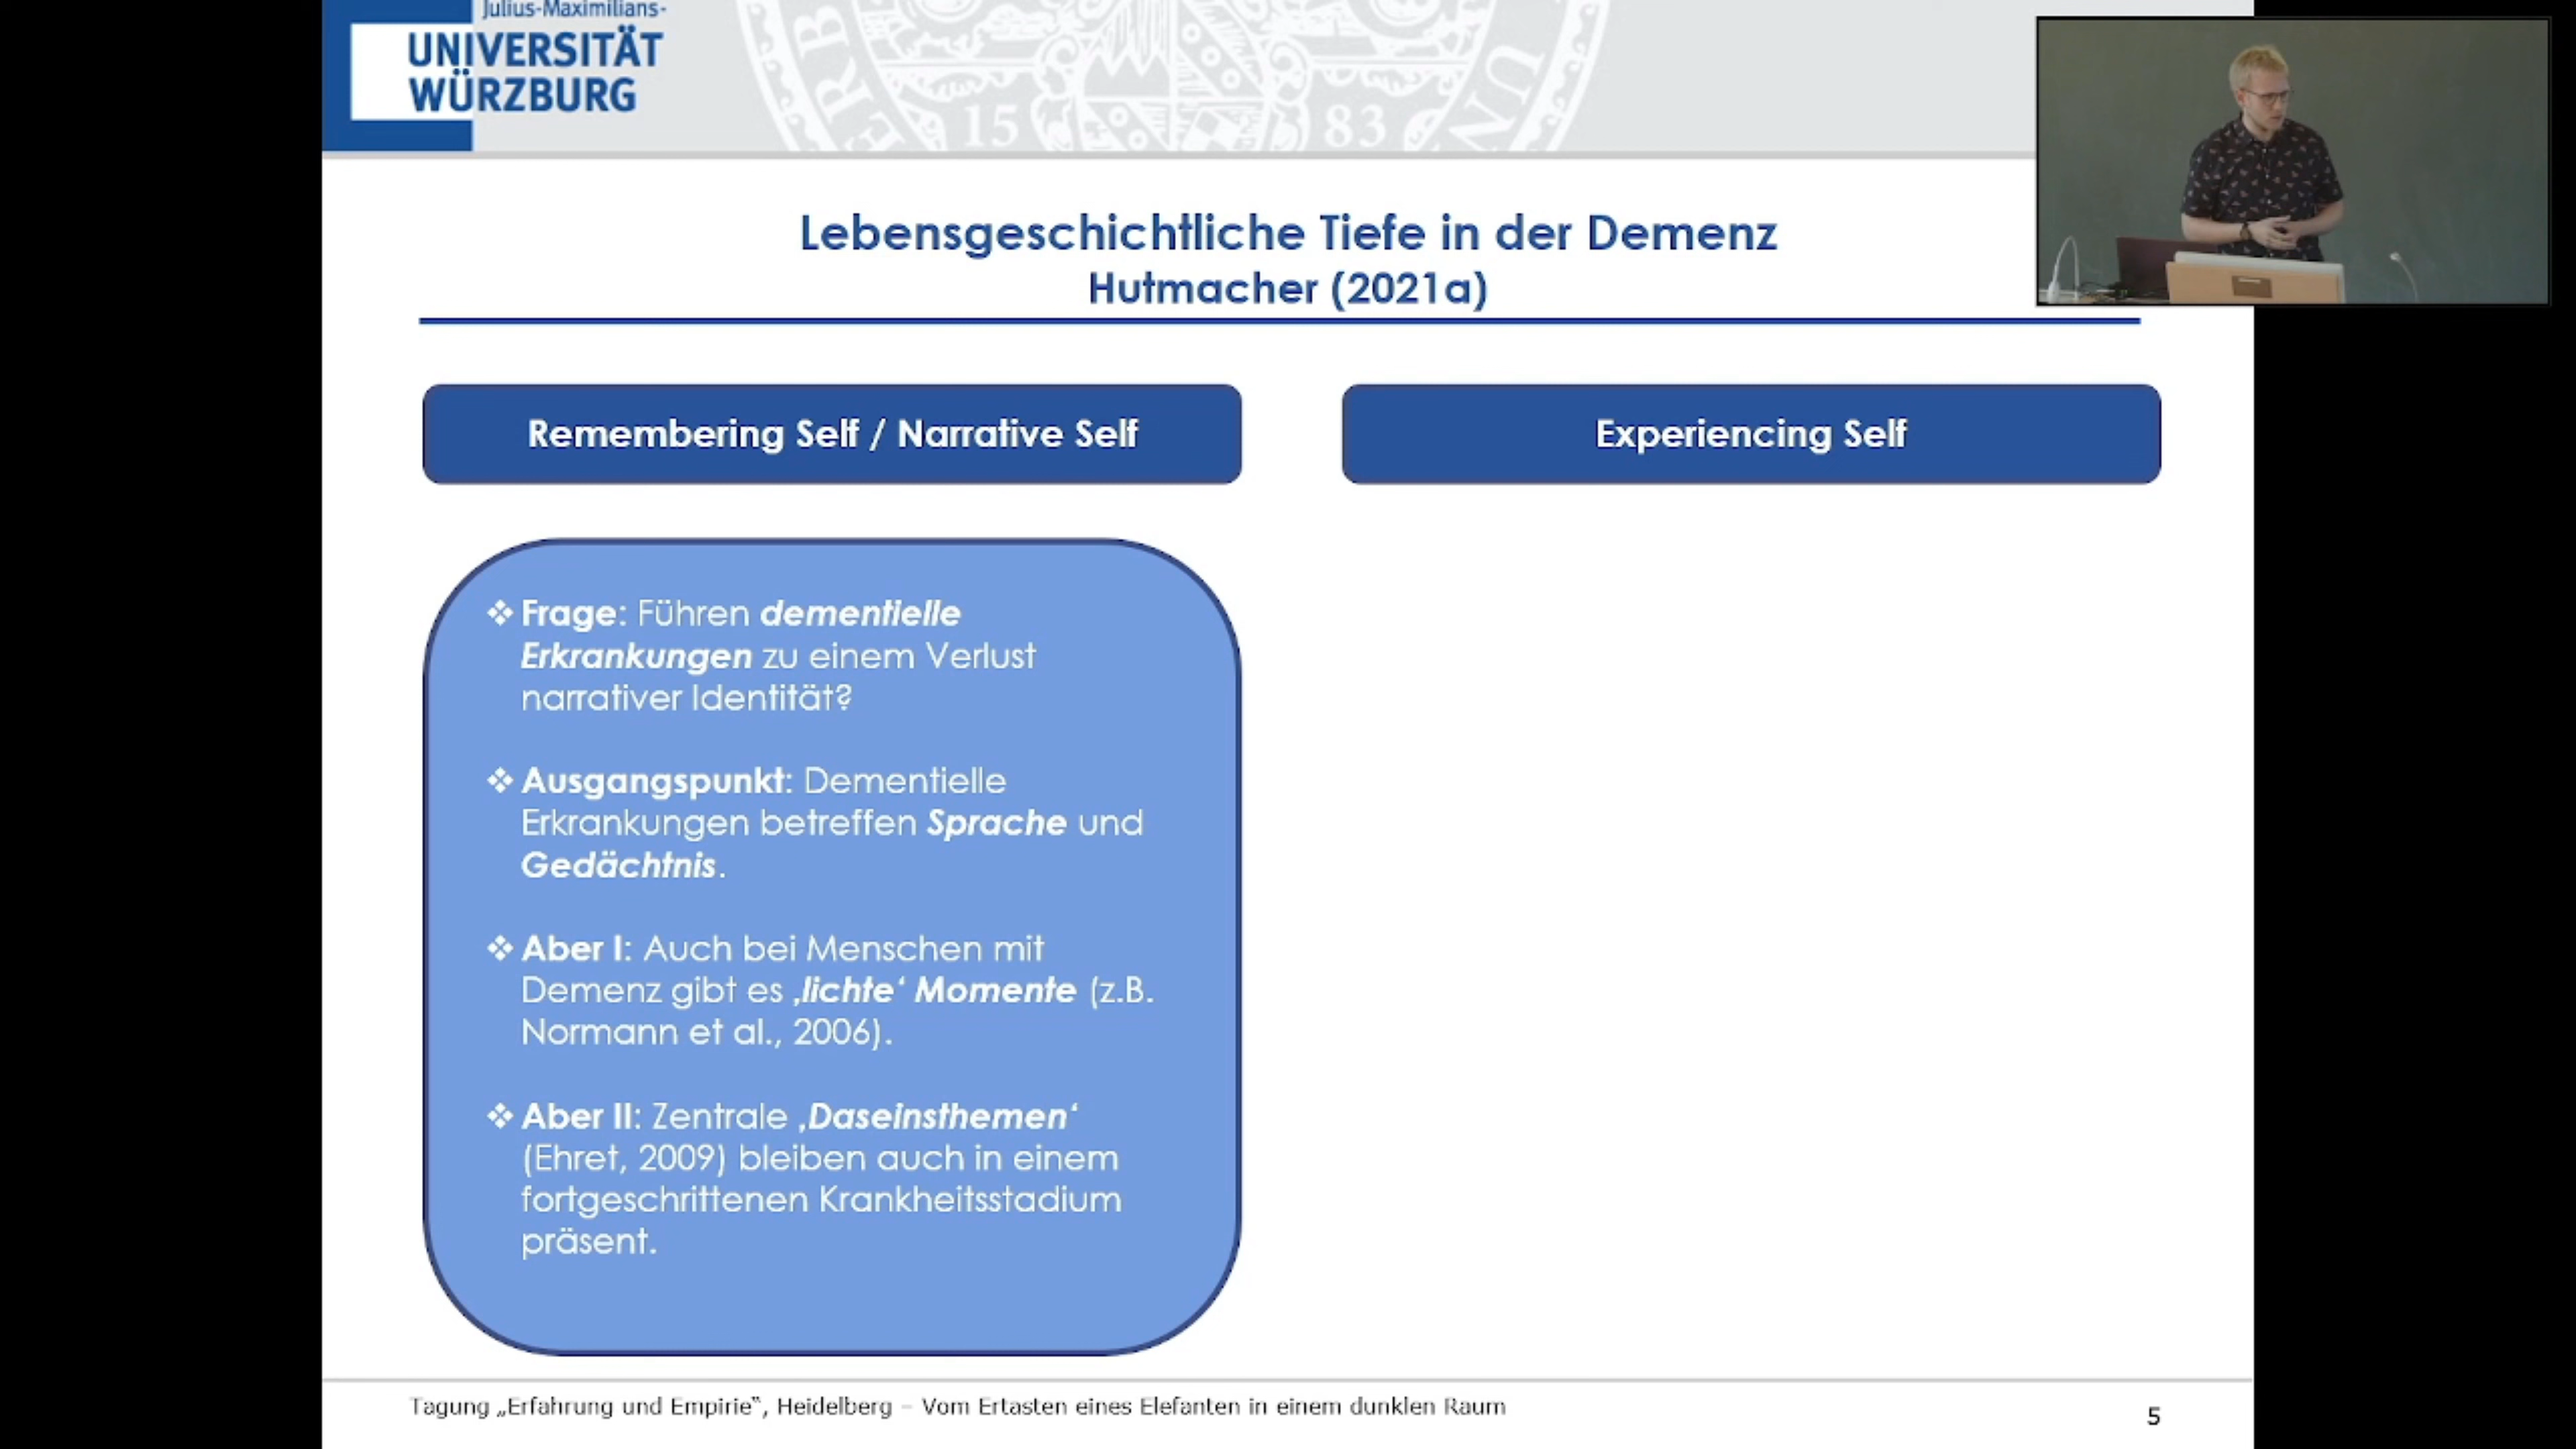 Julius-Maximilians-
UNIVERSITÄT
WÜRZBURG
15 83
Lebensgeschichtliche Tiefe in der Demenz
Hutmacher (2021a)
Remembering Self / Narrative Self
Experiencing Self
❖ Frage: Führen dementielle
Erkrankungen zu einem Verlust
narrativer Identität?
❖ Ausgangspunkt: Dementielle
Erkrankungen betreffen Sprache und
Gedächtnis.
❖ Aber I: Auch bei Menschen mit
Demenz gibt es ‚lichte‘ Momente (z.B.
Normann et al., 2006).
❖ Aber II: Zentrale ‚Daseinsthemen‘
(Ehret, 2009) bleiben auch in einem
fortgeschrittenen Krankheitsstadium
präsent.
Tagung „Erfahrung und Empirie“, Heidelberg – Vom Ertasten eines Elefanten in einem dunklen Raum
5